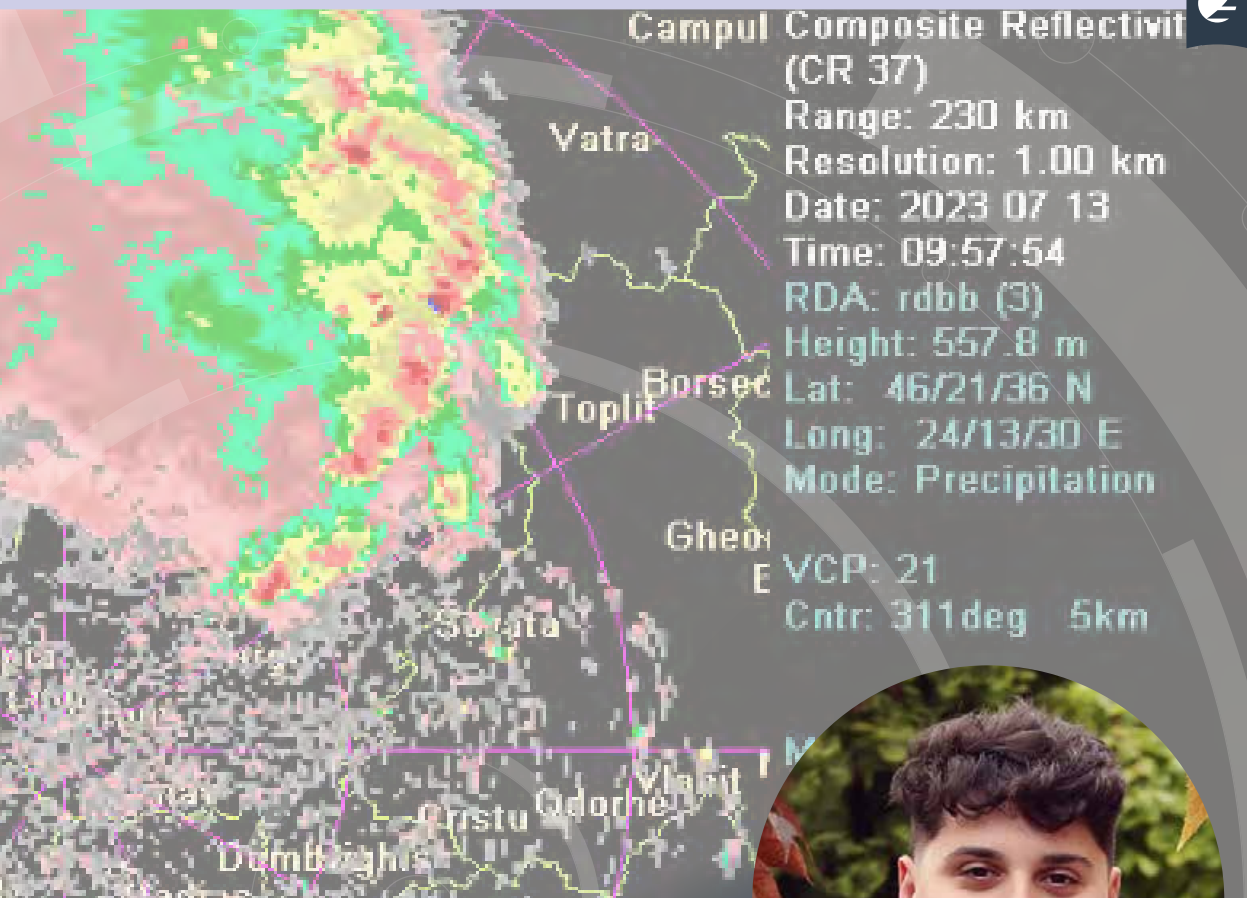 Campul
Composite Reflectivit
(CR 37)
Range: 230 km
Vatra
Resolution: 1.00 km
Date: 2023 07 13
Time: 09:57:54
RDA: rdbb (3)
Height: 557.8 m
Borsec
Toplit
Lat: 46/21/36 N
Long: 24/13/30 E
Mode: Precipitation
Gheo
E
VCP: 21
Cntr: 311deg 5km
Sovata
M
Vlahit
Odorhe
Cristu